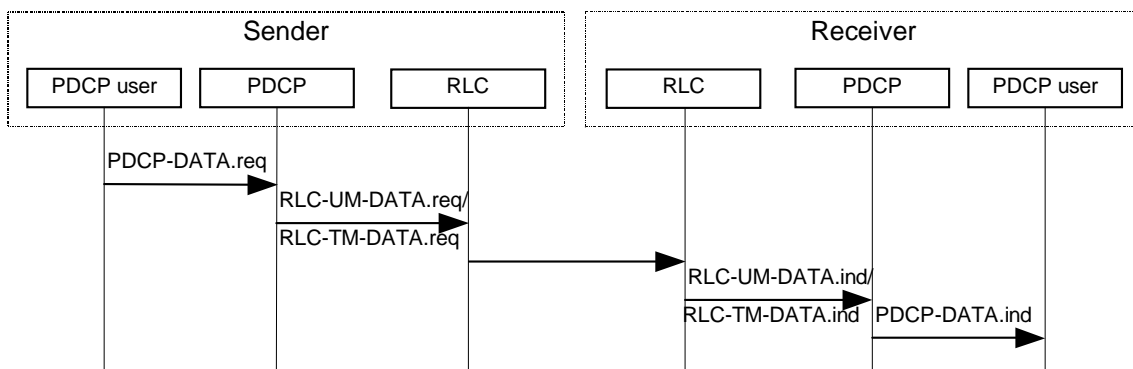 Sender
Receiver
PDCP user
PDCP
RLC
RLC
PDCP
PDCP user
PDCP-DATA.req
RLC-UM-DATA.req/
RLC-TM-DATA.req
RLC-UM-DATA.ind/
RLC-TM-DATA.ind
PDCP-DATA.ind